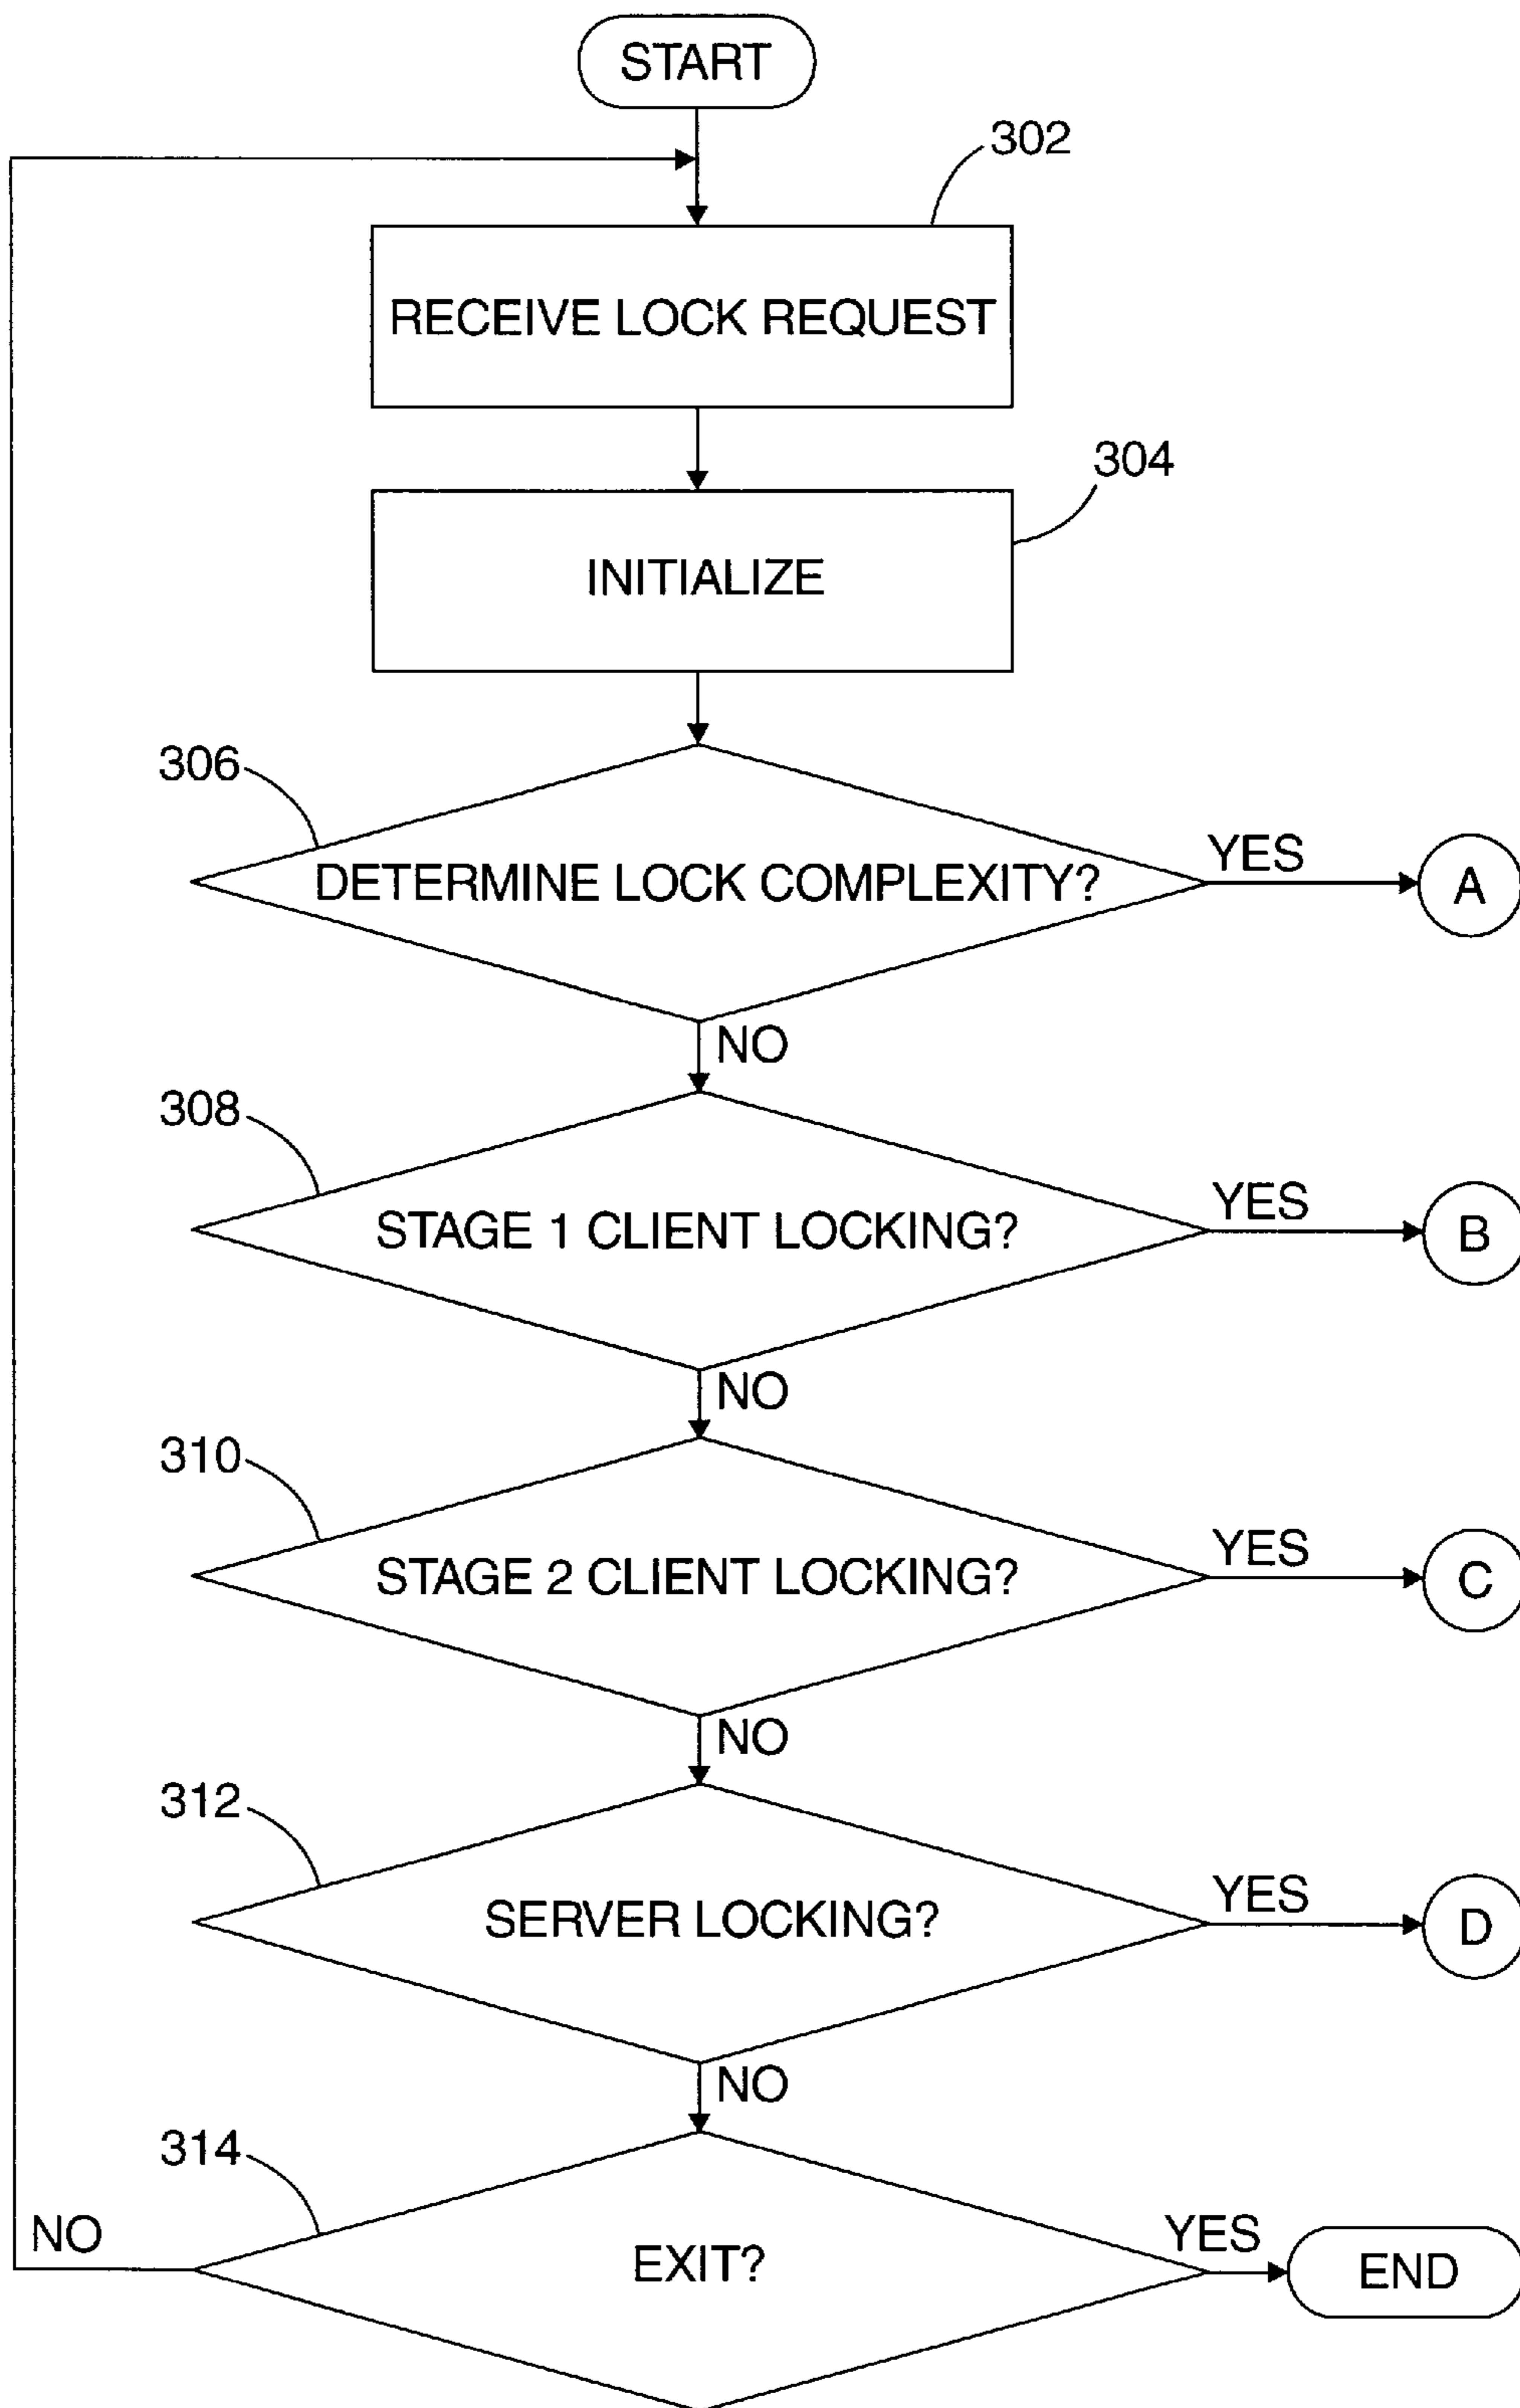 START
302
RECEIVE LOCK REQUEST
304
INITIALIZE
306
DETERMINE LOCK COMPLEXITY?
YES
A
NO
308
STAGE 1 CLIENT LOCKING?
YES
B
NO
310
STAGE 2 CLIENT LOCKING?
YES
C
NO
312
SERVER LOCKING?
YES
D
NO
314
NO
EXIT?
YES
END